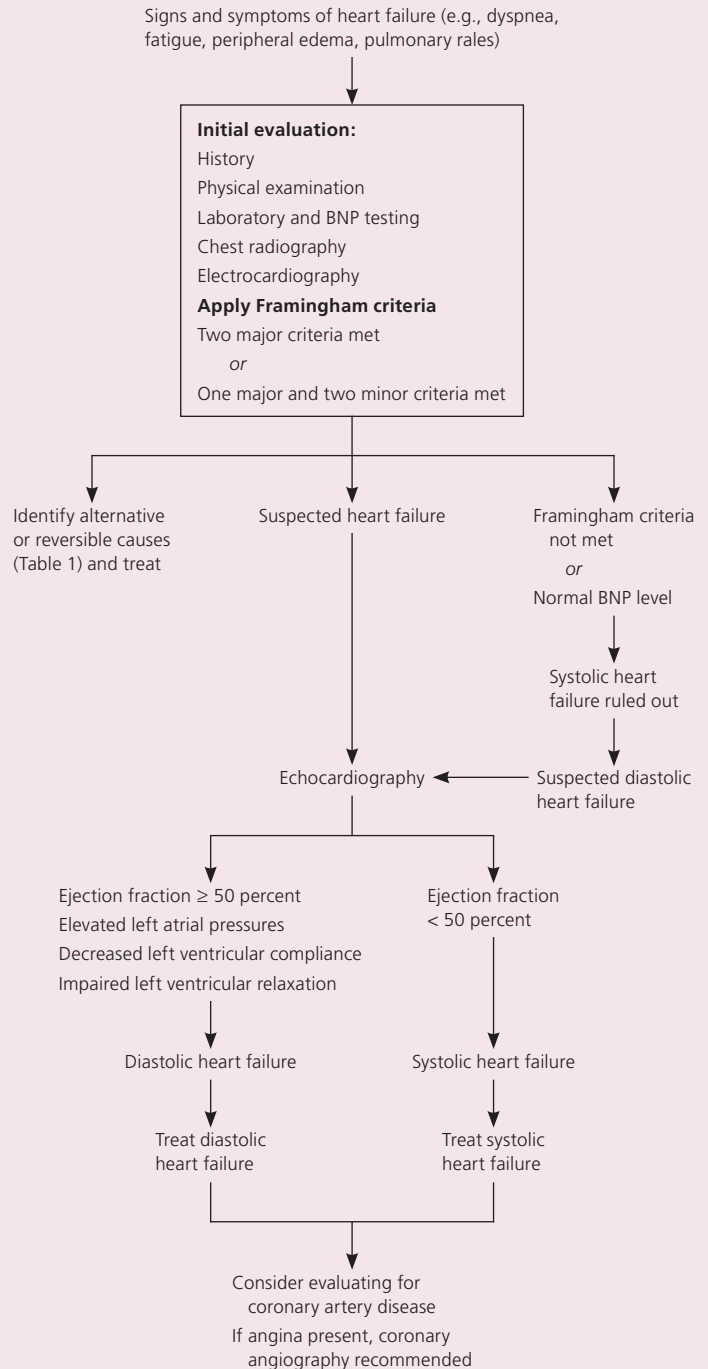 Signs and symptoms of heart failure (e.g., dyspnea,
fatigue, peripheral edema, pulmonary rales)
Initial evaluation:
History
Physical examination
Laboratory and BNP testing
Chest radiography
Electrocardiography
Apply Framingham criteria
Two major criteria met
or
One major and two minor criteria met
Identify alternative
or reversible causes
(Table 1) and treat
Suspected heart failure
Framingham criteria
not met
or
Normal BNP level
Systolic heart
failure ruled out
Suspected diastolic
heart failure
Echocardiography
Ejection fraction ≥ 50 percent
Elevated left atrial pressures
Decreased left ventricular compliance
Impaired left ventricular relaxation
Ejection fraction
< 50 percent
Diastolic heart failure
Systolic heart failure
Treat diastolic
heart failure
Treat systolic
heart failure
Consider evaluating for
coronary artery disease
If angina present, coronary
angiography recommended